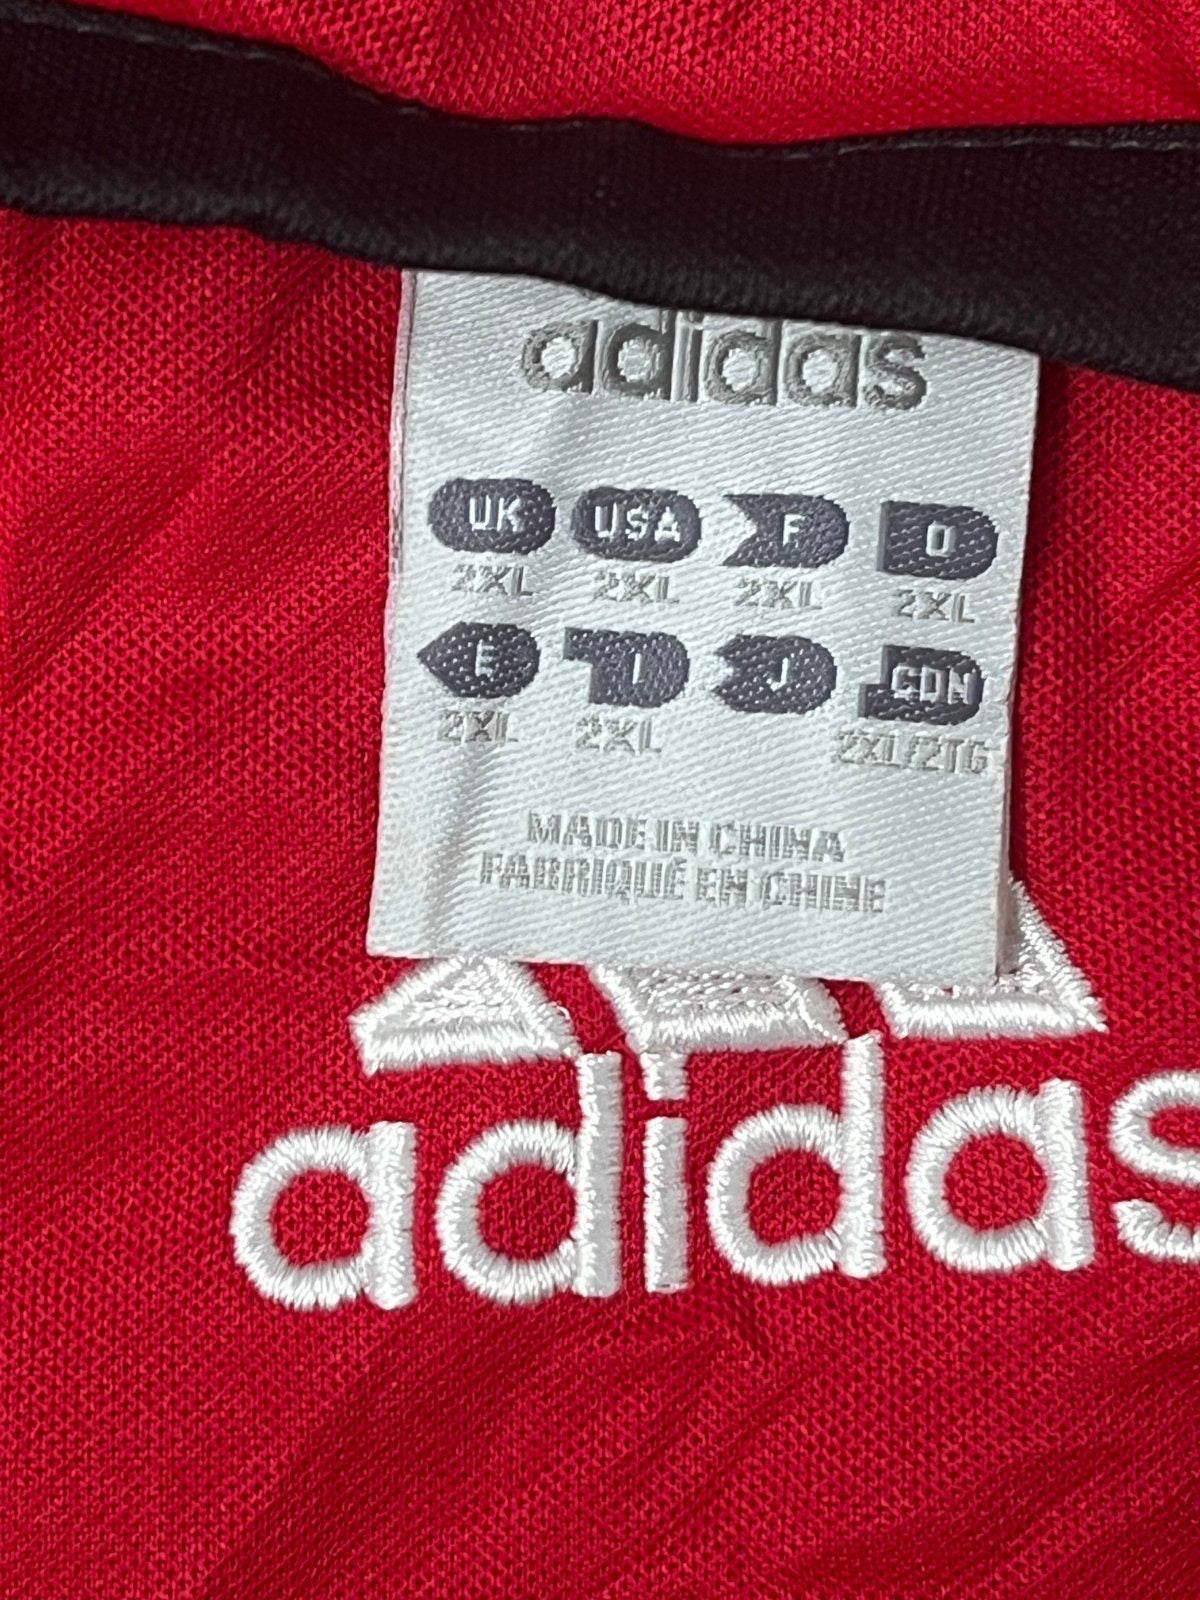 adidas
UK USA F D
2XL 2XL 2XL 2XL
E I J CDN
2XL 2XL 2XL/2TG
MADE IN CHINA
FABRIQUÉ EN CHINE
adidas